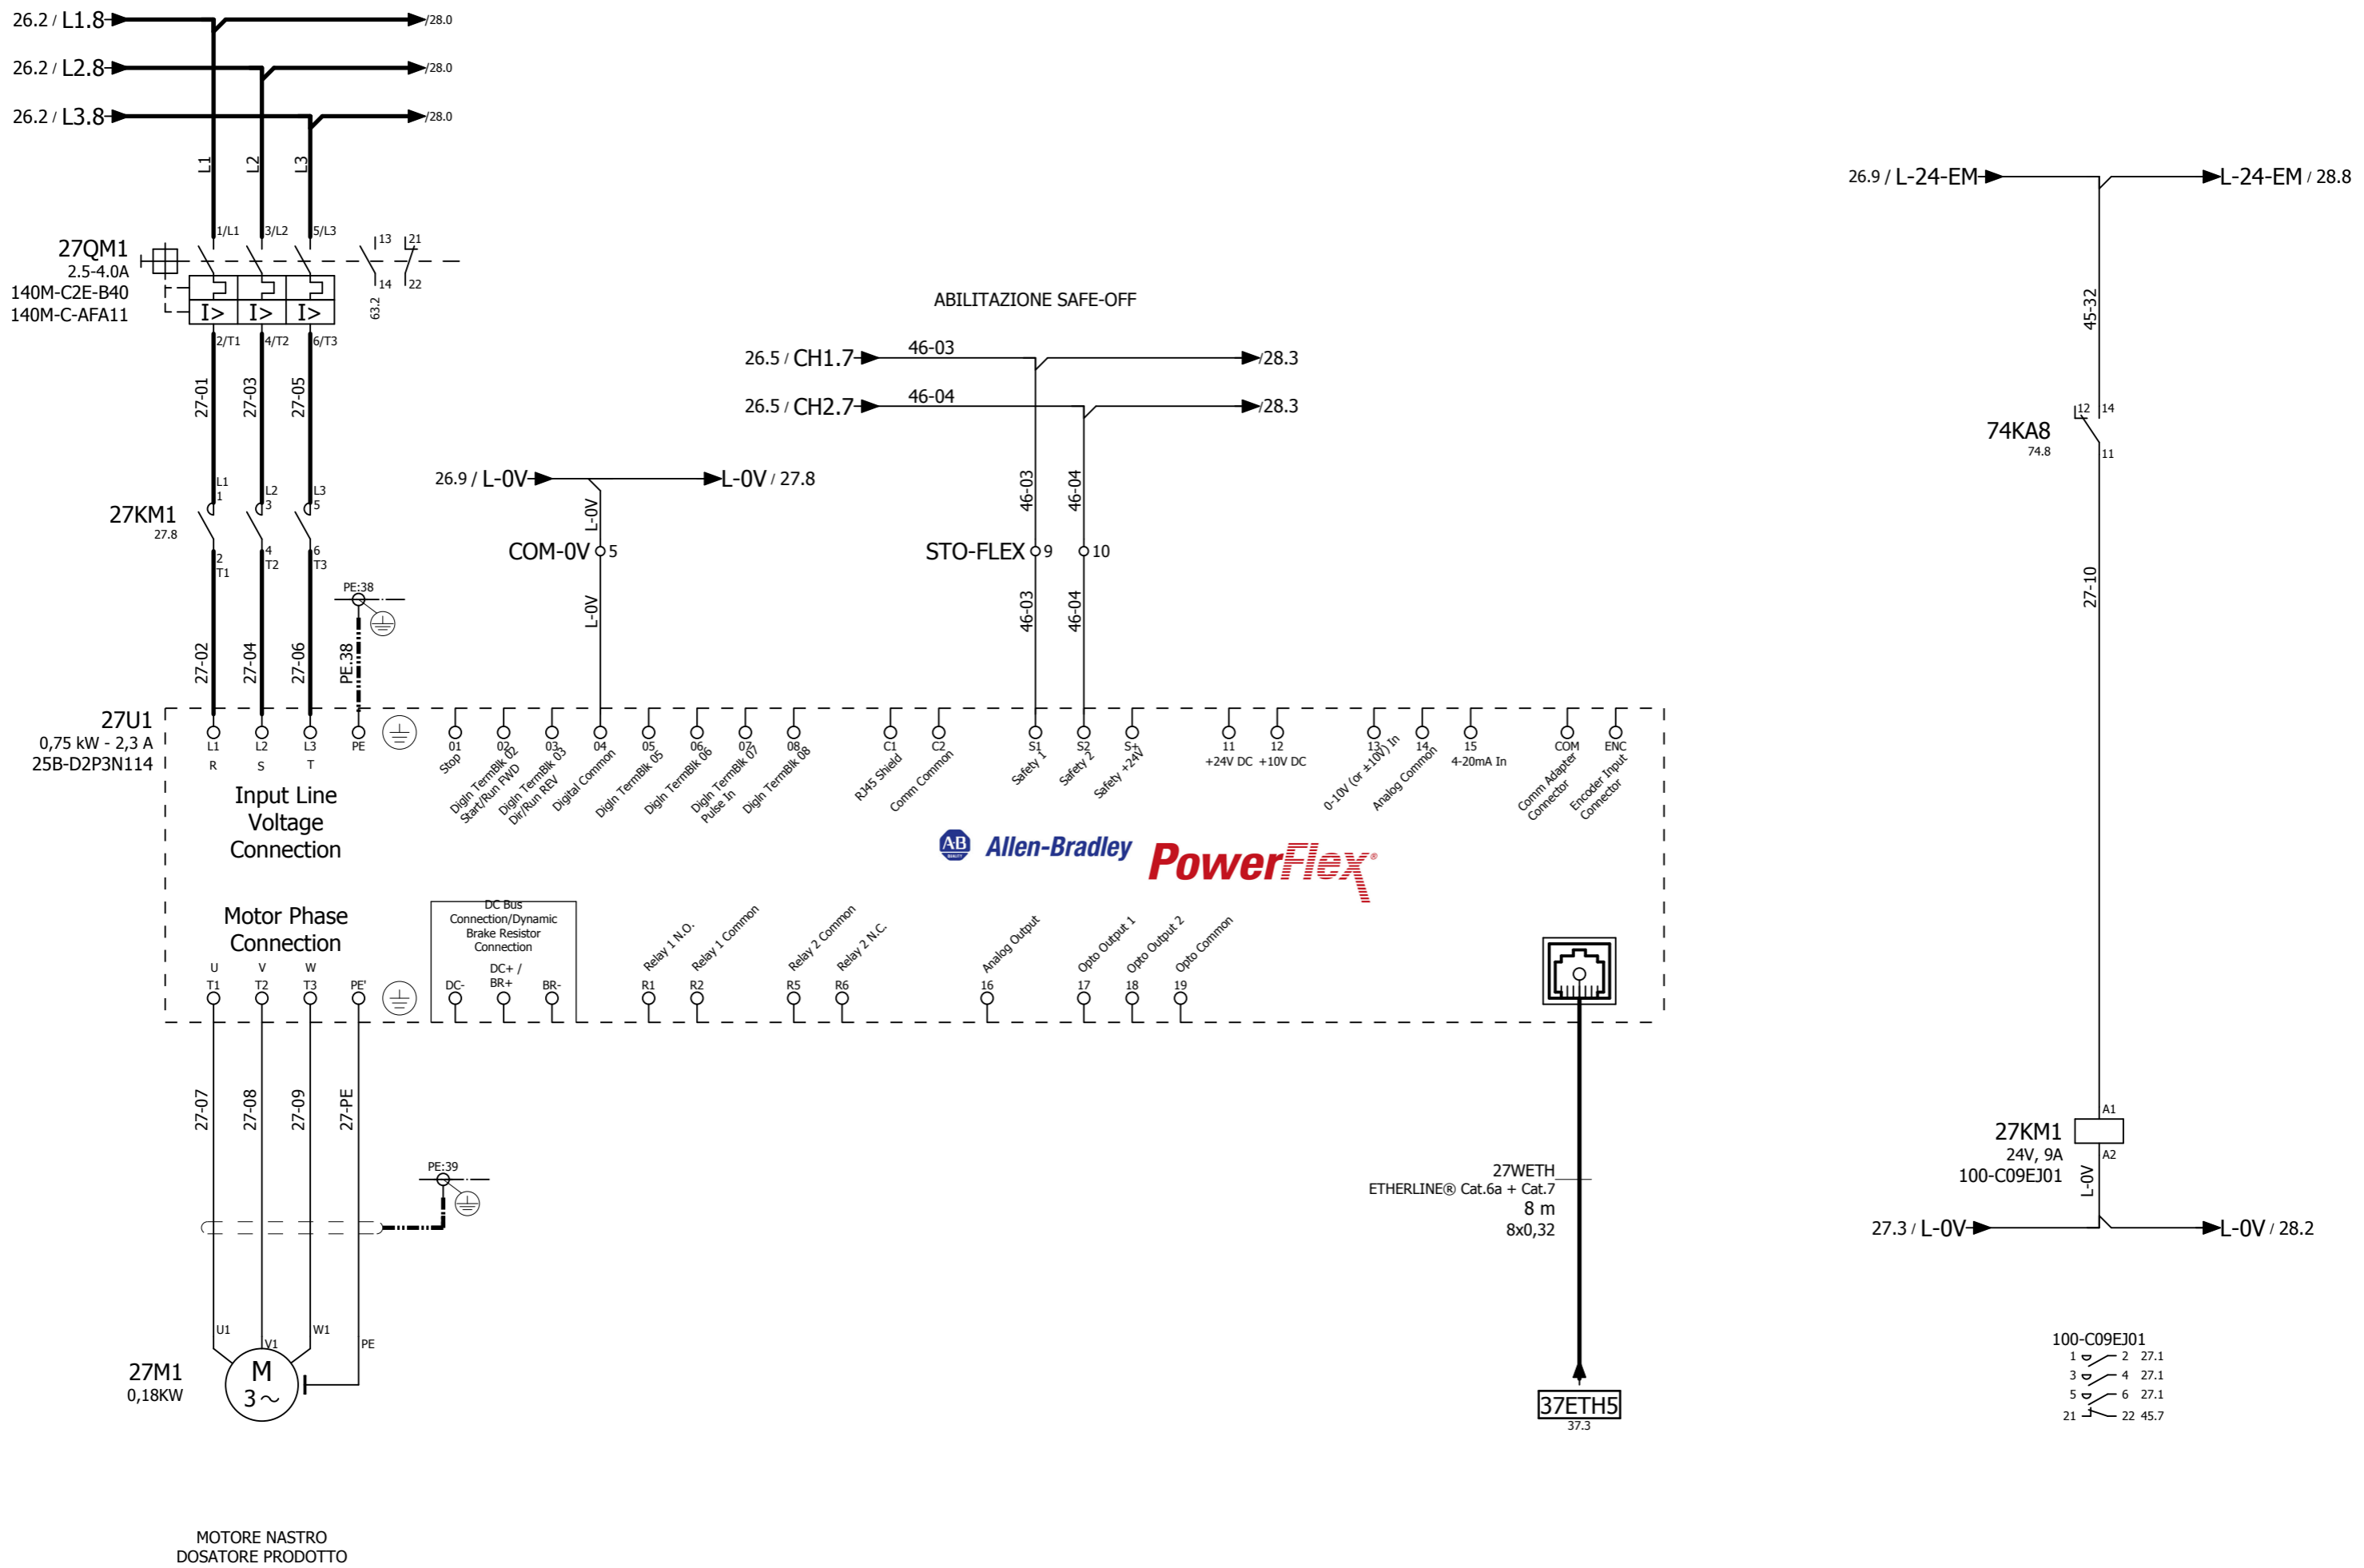 26.2 / L1.8
/28.0
26.2 / L2.8
/28.0
26.2 / L3.8
/28.0
L1
L2
L3
26.9 / L-24-EM
L-24-EM / 28.8
27QM1
2.5-4.0A
140M-C2E-B40
140M-C-AFA11
1/L1
3/L2
5/L3
13
21
14
22
63.2
I>
I>
I>
2/T1
4/T2
6/T3
ABILITAZIONE SAFE-OFF
45-32
26.5 / CH1.7
46-03
/28.3
26.5 / CH2.7
46-04
/28.3
27-01
27-03
27-05
12
14
74KA8
74.8
11
26.9 / L-0V
L-0V / 27.8
L-0V
46-03
46-04
L1
1
L2
3
L3
5
27KM1
27.8
2
T1
4
T2
6
T3
COM-0V
5
STO-FLEX
9
10
27-10
PE:38
L-0V
46-03
46-04
27-02
27-04
27-06
PE.38
27U1
0,75 kW - 2,3 A
25B-D2P3N114
L1
L2
L3
PE
R
S
T
01
Stop
02
DigIn TermBlk 02
Start/Run FWD
03
DigIn TermBlk 03
Dir/Run REV
04
Digital Common
05
DigIn TermBlk 05
06
DigIn TermBlk 06
07
DigIn TermBlk 07
Pulse In
08
DigIn TermBlk 08
C1
RJ45 Shield
C2
Comm Common
S1
Safety 1
S2
Safety 2
S+
Safety +24V
11
+24V DC
12
+10V DC
13
0-10V (or ±10V) In
14
Analog Common
15
4-20mA In
COM
Comm Adapter
Connector
ENC
Encoder Input
Connector
Input Line
Voltage
Connection
AB
Allen-Bradley
PowerFlex®
Motor Phase
Connection
U
V
W
T1
T2
T3
PE'
DC Bus
Connection/Dynamic
Brake Resistor
Connection
DC-
DC+ /
BR+
BR-
Relay 1 N.O.
R1
Relay 1 Common
R2
Relay 2 Common
R5
Relay 2 N.C.
R6
Analog Output
16
Opto Output 1
17
Opto Output 2
18
Opto Common
19
27-07
27-08
27-09
27-PE
PE:39
27WETH
ETHERLINE® Cat.6a + Cat.7
8 m
8x0,32
A1
27KM1
24V, 9A
100-C09EJ01
A2
L-0V
27.3 / L-0V
L-0V / 28.2
U1
V1
W1
PE
27M1
0,18KW
M
3~
37ETH5
37.3
100-C09EJ01
1 2 27.1
3 4 27.1
5 6 27.1
21 22 45.7
MOTORE NASTRO
DOSATORE PRODOTTO